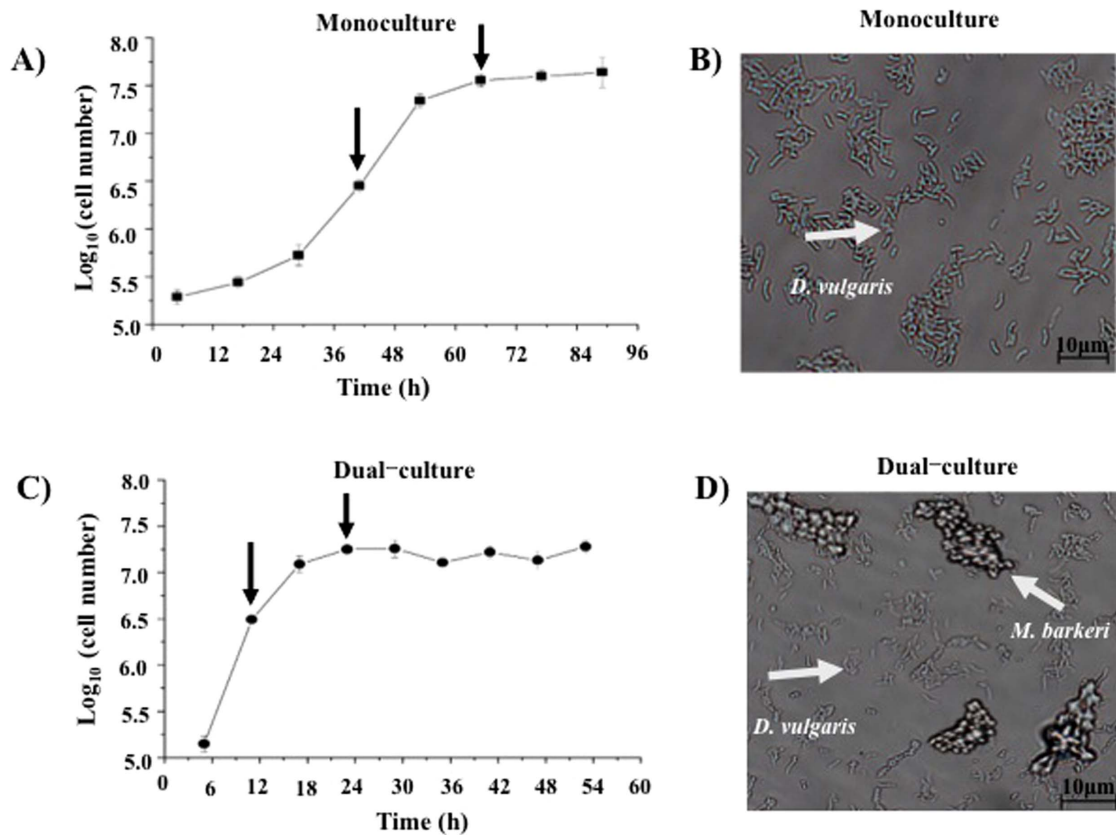 Monoculture
A)
8.0
7.5
7.0
6.5
6.0
5.5
5.0
Log10 (cell number)
0 12 24 36 48 60 72 84 96
Time (h)
Monoculture
B)
D. vulgaris
10μm
Dual-culture
C)
8.0
7.5
7.0
6.5
6.0
5.5
5.0
Log10 (cell number)
0 6 12 18 24 30 36 42 48 54 60
Time (h)
Dual-culture
D)
M. barkeri
D. vulgaris
10μm